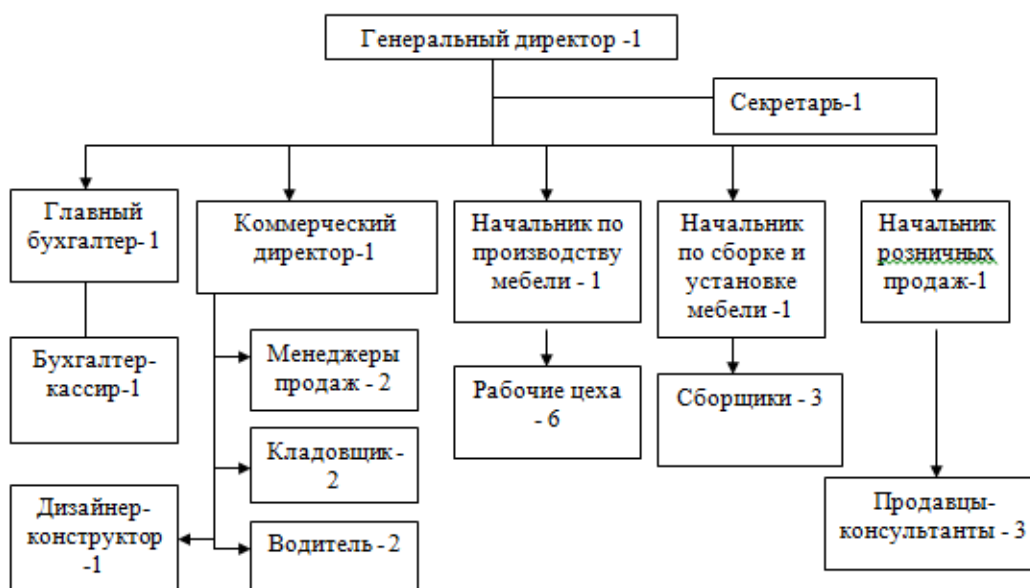 Генеральный директор -1
Секретарь-1
Главный
бухгалтер- 1
Коммерческий
директор-1
Начальник по
производству
мебели - 1
Начальник
по сборке и
установке
мебели -1
Начальник
розничных
продаж-1
Бухгалтер-
кассир-1
Менеджеры
продаж - 2
Рабочие цеха
- 6
Сборщики - 3
Кладовщик -
2
Дизайнер-
конструктор
-1
Водитель - 2
Продавцы-
консультанты - 3